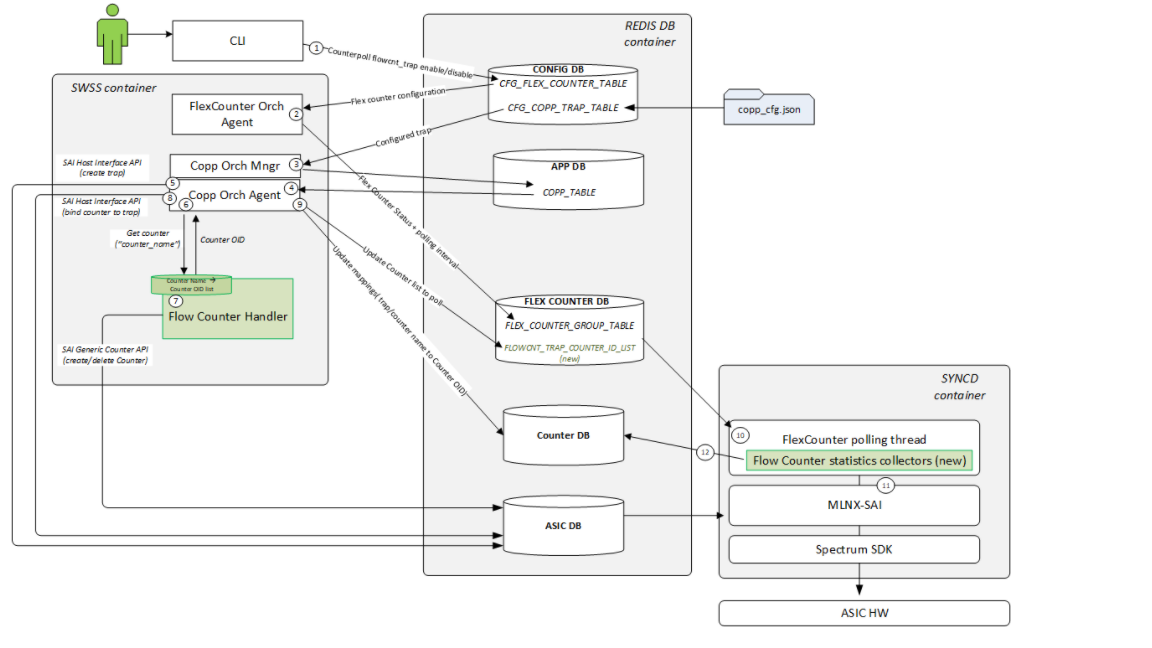 CLI
REDIS DB
container
1
Counterpoll flowcnt_trap enable/disable
CONFIG DB
CFG_FLEX_COUNTER_TABLE
CFG_COPP_TRAP_TABLE
copp_cfg.json
SWSS container
FlexCounter Orch
Agent
2
Flex counter configuration
Configured trap
SAI Host Interface API
(create trap)
Copp Orch Mngr
3
APP DB
COPP_TABLE
5
Copp Orch Agent
4
8
6
9
SAI Host Interface API
(bind counter to trap)
Flex Counter Status + polling interval
Get counter
("counter_name")
Counter OID
Update Counter list to poll
Update mappings( trap/counter name to Counter OID)
Counter Name →
Counter OID list
7
Flow Counter Handler
SAI Generic Counter API
(create/delete Counter)
FLEX COUNTER DB
FLEX_COUNTER_GROUP_TABLE
FLOWCNT_TRAP_COUNTER_ID_LIST
(new)
SYNCD
container
Counter DB
10
FlexCounter polling thread
12
Flow Counter statistics collectors (new)
11
MLNX-SAI
ASIC DB
Spectrum SDK
ASIC HW